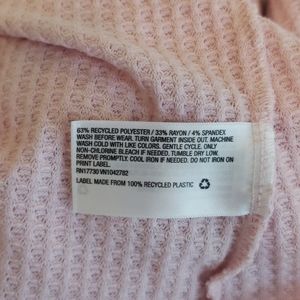 63% RECYCLED POLYESTER / 33% RAYON / 4% SPANDEX
WASH BEFORE WEAR. TURN GARMENT INSIDE OUT. MACHINE
WASH COLD WITH LIKE COLORS. GENTLE CYCLE. ONLY
NON-CHLORINE BLEACH IF NEEDED. TUMBLE DRY LOW.
REMOVE PROMPTLY. COOL IRON IF NEEDED. DO NOT IRON ON
PRINT LABEL.
RN17730 VN1042782
LABEL MADE FROM 100% RECYCLED PLASTIC